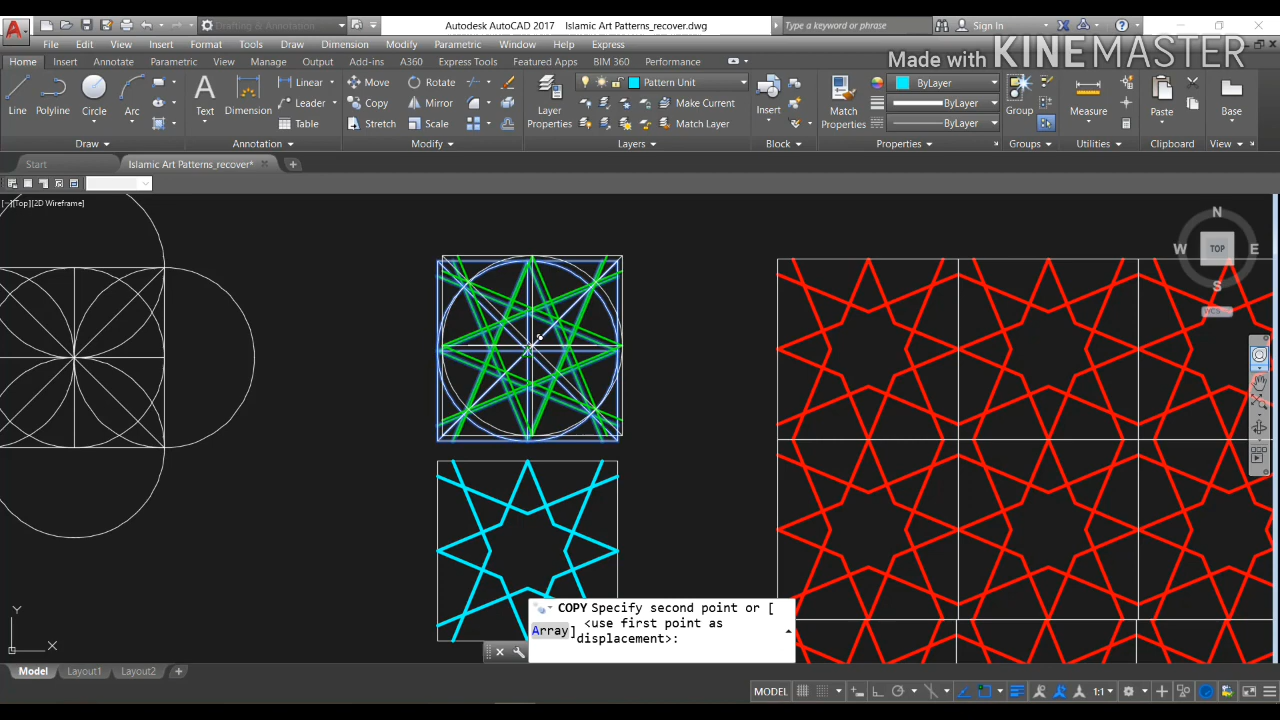 Drafting & Annotation
Autodesk AutoCAD 2017 Islamic Art Patterns_recover.dwg
Type a keyword or phrase
Sign In
File Edit View Insert Format Tools Draw Dimension Modify Parametric Window Help Express
Made with KINEMASTER
Home Insert Annotate Parametric View Manage Output Add-ins A360 Express Tools Featured Apps BIM 360 Performance
Line Polyline Circle Arc
Text Dimension
Linear
Leader
Table
Move Rotate
Copy Mirror
Stretch Scale
Layer
Properties
Pattern Unit
Make Current
Match Layer
Insert
Match
Properties
ByLayer
ByLayer
ByLayer
Group
Measure
Paste
Base
Draw Annotation Modify Layers Block Properties Groups Utilities Clipboard View
Start Islamic Art Patterns_recover*
[–][Top][2D Wireframe]
N
W TOP E
S
WCS
Y
X
COPY Specify second point or [
Array] <use first point as
displacement>:
Model Layout1 Layout2
MODEL 1:1